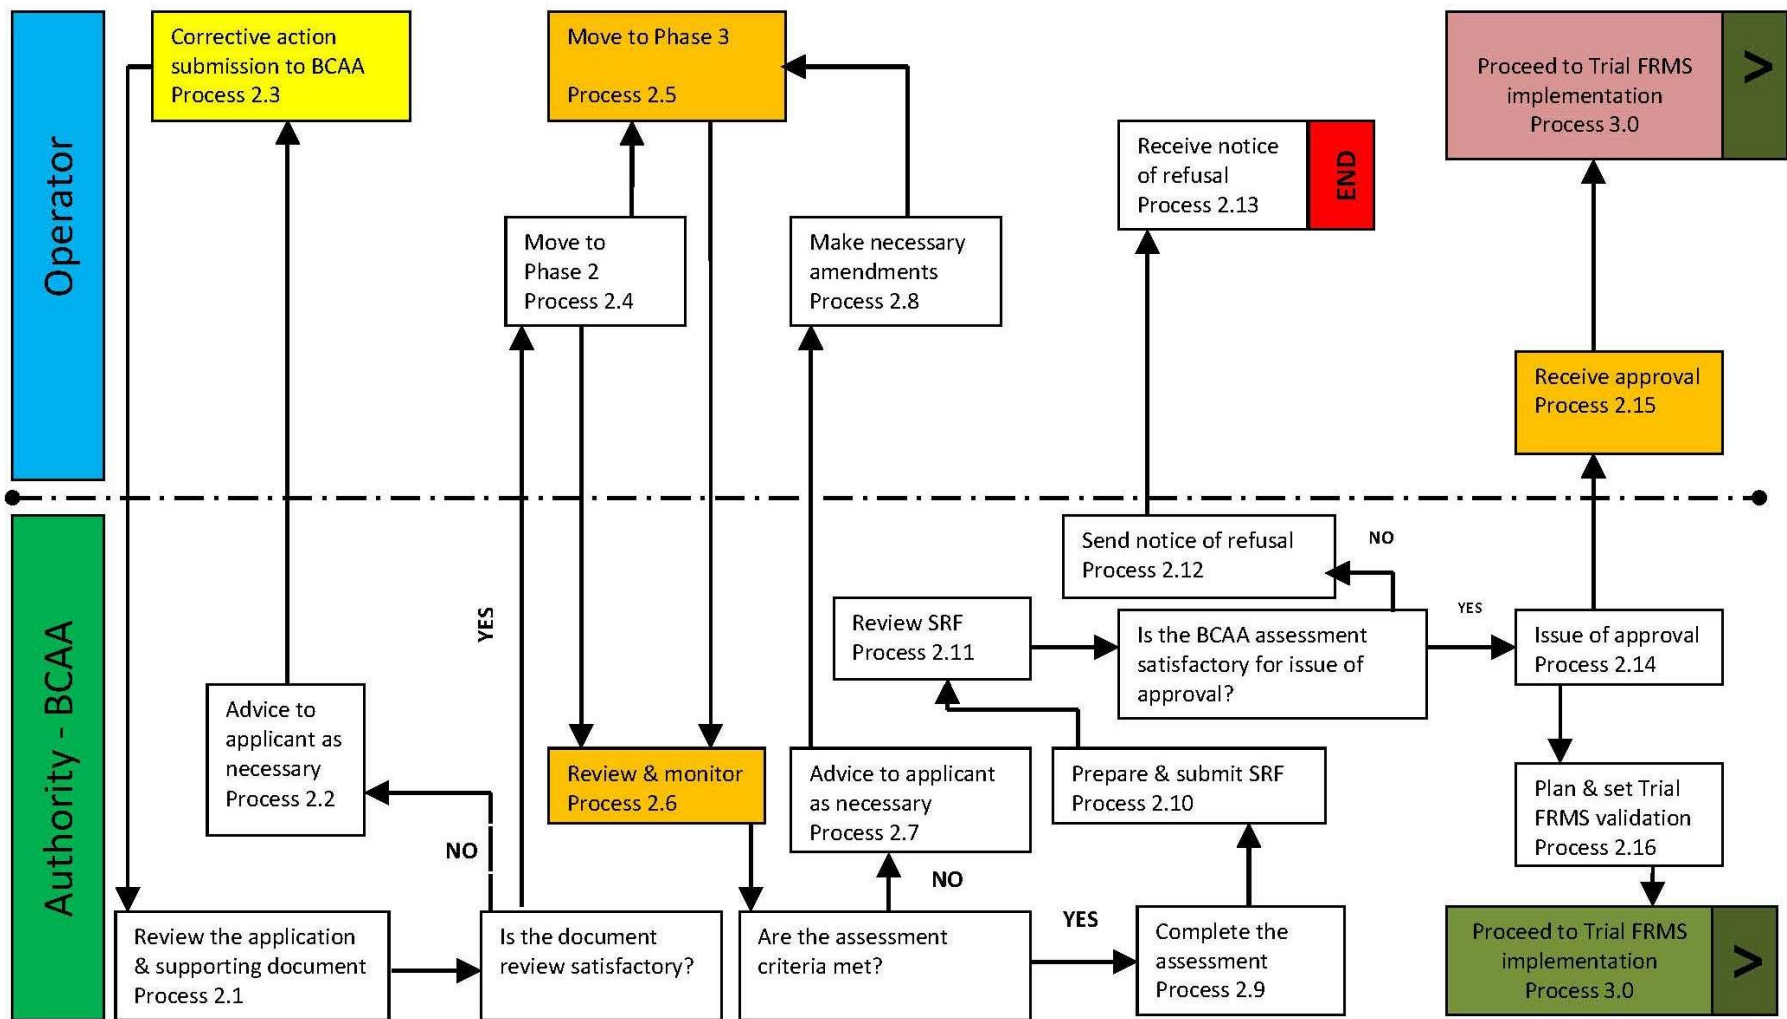 Operator
Corrective action
submission to BCAA
Process 2.3
Move to Phase 3
Process 2.5
Proceed to Trial FRMS
implementation
Process 3.0
>
Receive notice
of refusal
Process 2.13
END
Move to
Phase 2
Process 2.4
Make necessary
amendments
Process 2.8
Receive approval
Process 2.15
Authority - BCAA
Send notice of refusal
Process 2.12
NO
YES
Review SRF
Process 2.11
Is the BCAA assessment
satisfactory for issue of
approval?
YES
Issue of approval
Process 2.14
Advice to
applicant as
necessary
Process 2.2
Review & monitor
Process 2.6
Advice to applicant
as necessary
Process 2.7
Prepare & submit SRF
Process 2.10
Plan & set Trial
FRMS validation
Process 2.16
NO
NO
YES
Review the application
& supporting document
Process 2.1
Is the document
review satisfactory?
Are the assessment
criteria met?
Complete the
assessment
Process 2.9
Proceed to Trial FRMS
implementation
Process 3.0
>